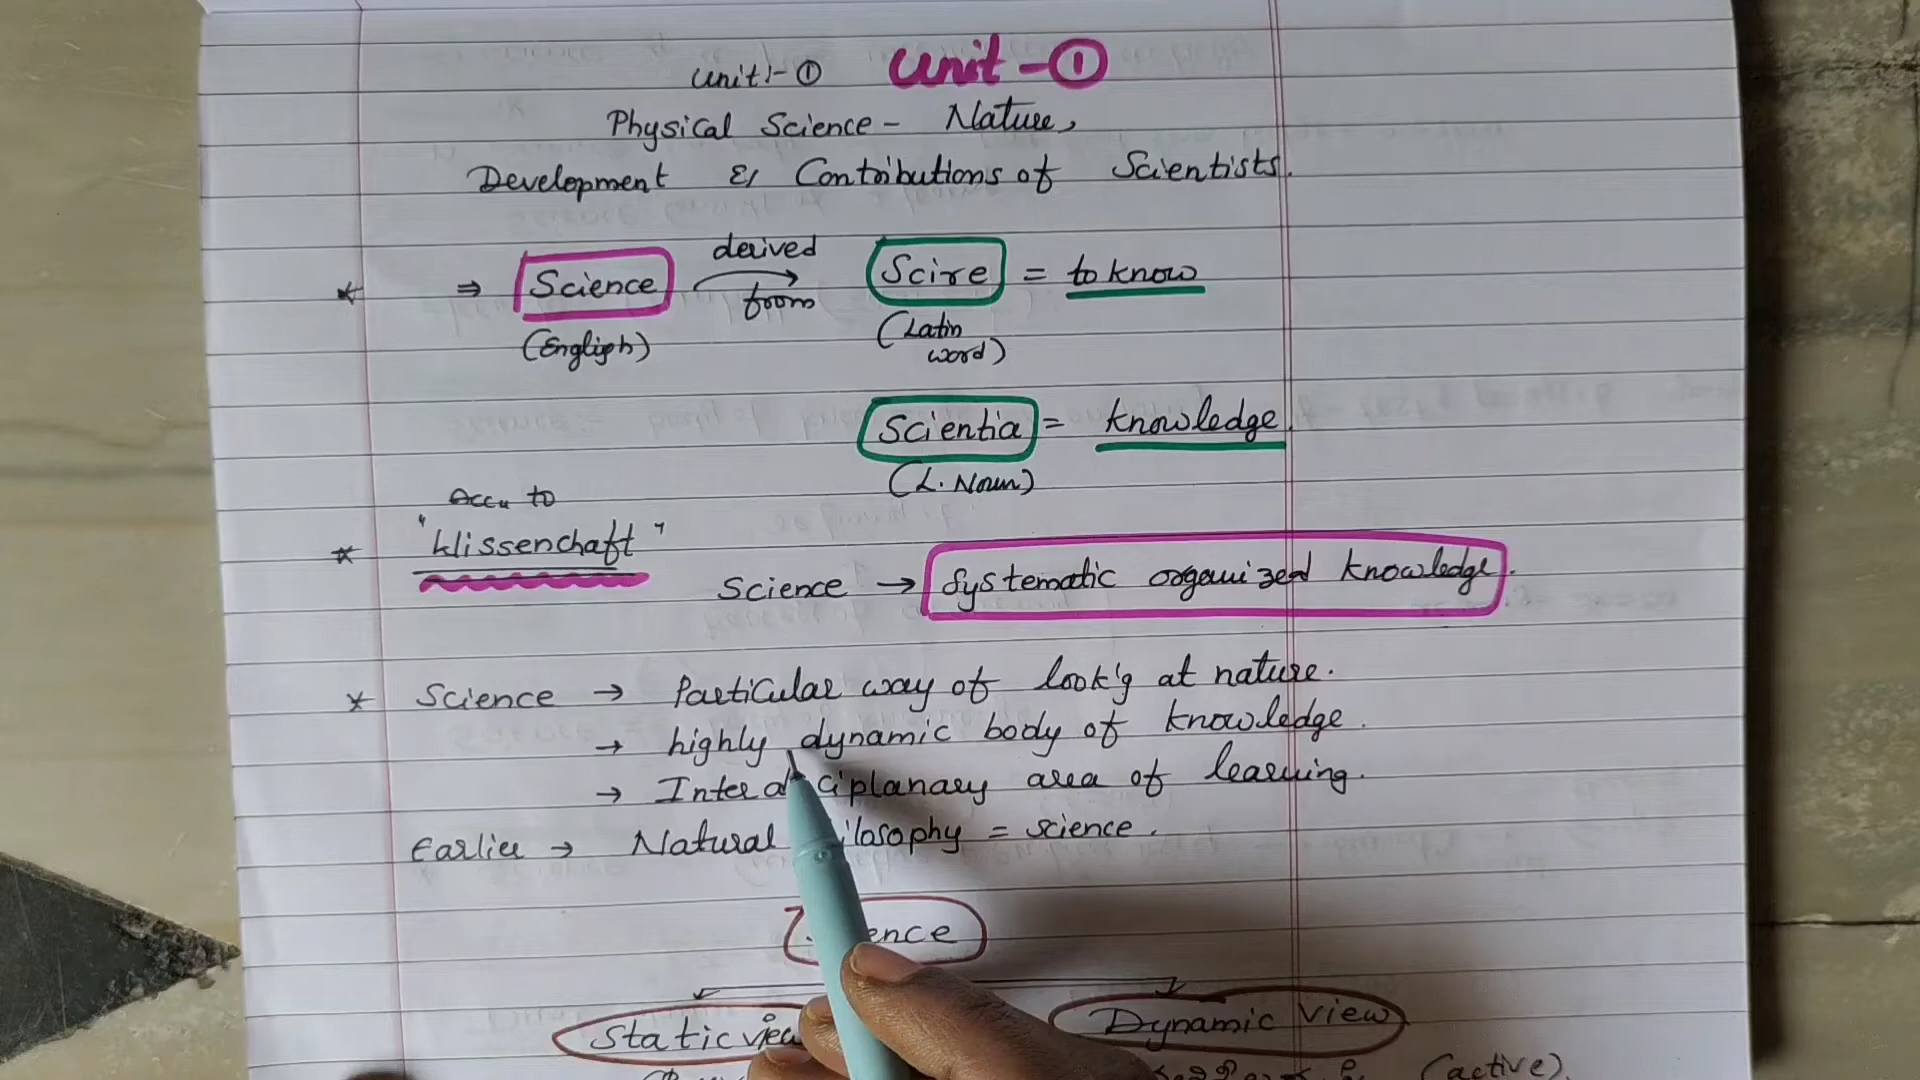 Unit:- ① Unit - ①
Physical Science - Nature,
Development & Contributions of Scientists.
⇒ Science derived from Scire = to know
(English) (Latin word)
Scientia = knowledge.
(L. Noun)
* Accu to
"Wissenchaft"
Science → Systematic organized knowledge.
* Science → Particular way of look'g at nature.
→ highly dynamic body of knowledge.
→ Interd ciplanary area of learning.
Earlier → Natural ilosophy = science.
ence
Static view Dynamic View
(active).